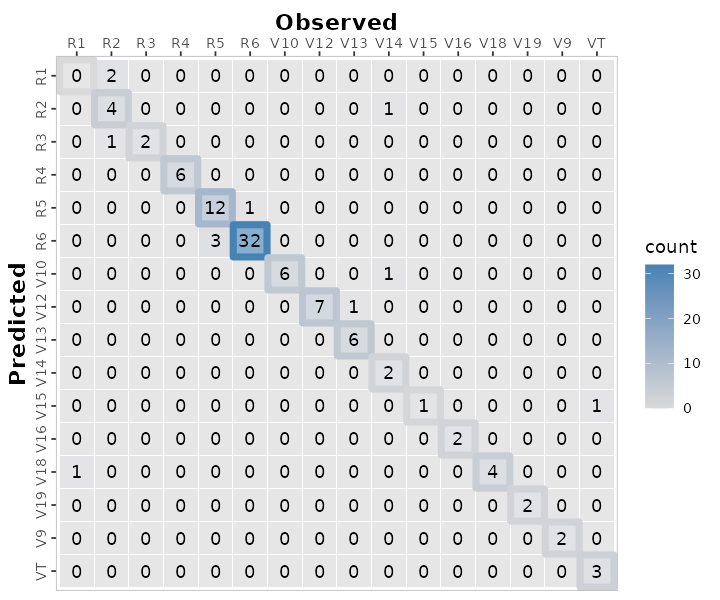 Observed
R1 R2 R3 R4 R5 R6 V10 V12 V13 V14 V15 V16 V18 V19 V9 VT
R1 0 2 0 0 0 0 0 0 0 0 0 0 0 0 0 0
R2 0 4 0 0 0 0 0 0 0 1 0 0 0 0 0 0
R3 0 1 2 0 0 0 0 0 0 0 0 0 0 0 0 0
R4 0 0 0 6 0 0 0 0 0 0 0 0 0 0 0 0
R5 0 0 0 0 12 1 0 0 0 0 0 0 0 0 0 0
R6 0 0 0 0 3 32 0 0 0 0 0 0 0 0 0 0
V10 0 0 0 0 0 0 6 0 0 1 0 0 0 0 0 0
V12 0 0 0 0 0 0 0 7 1 0 0 0 0 0 0 0
V13 0 0 0 0 0 0 0 0 6 0 0 0 0 0 0 0
V14 0 0 0 0 0 0 0 0 0 2 0 0 0 0 0 0
V15 0 0 0 0 0 0 0 0 0 0 1 0 0 0 0 1
V16 0 0 0 0 0 0 0 0 0 0 0 2 0 0 0 0
V18 1 0 0 0 0 0 0 0 0 0 0 0 4 0 0 0
V19 0 0 0 0 0 0 0 0 0 0 0 0 0 2 0 0
V9 0 0 0 0 0 0 0 0 0 0 0 0 0 0 2 0
VT 0 0 0 0 0 0 0 0 0 0 0 0 0 0 0 3
Predicted
count
30
20
10
0